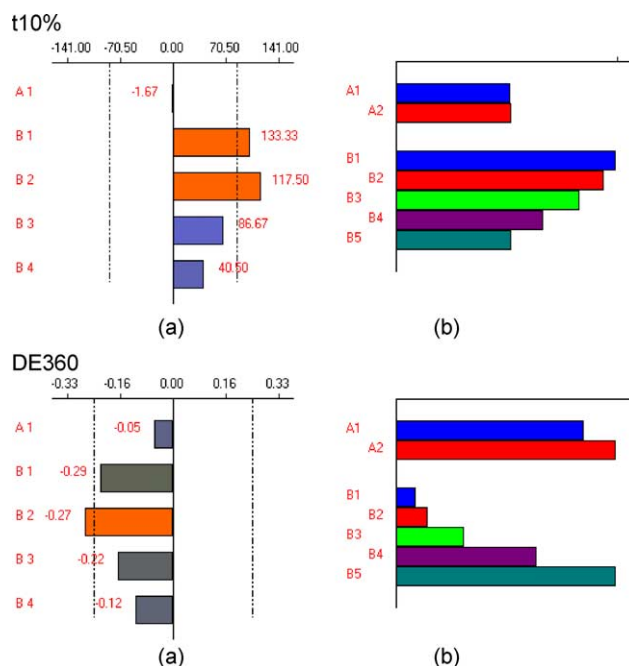 t10%
-141.00 -70.50 0.00 70.50 141.00
A 1 -1.67
B 1 133.33
B 2 117.50
B 3 86.67
B 4 40.50
(a)
A1
A2
B1
B2
B3
B4
B5
(b)
DE360
-0.33 -0.16 0.00 0.16 0.33
A 1 -0.05
B 1 -0.29
B 2 -0.27
B 3 -0.22
B 4 -0.12
(a)
A1
A2
B1
B2
B3
B4
B5
(b)